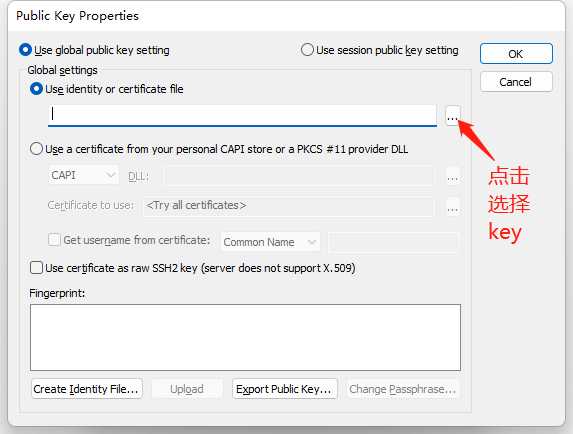 Public Key Properties
Use global public key setting
Use session public key setting
OK
Global settings
Cancel
Use identity or certificate file
...
Use a certificate from your personal CAPI store or a PKCS #11 provider DLL
CAPI
DLL:
...
Certificate to use:
<Try all certificates>
...
Get username from certificate:
Common Name
Use certificate as raw SSH2 key (server does not support X.509)
Fingerprint:
Create Identity File...
Upload
Export Public Key...
Change Passphrase...
点击
选择
key